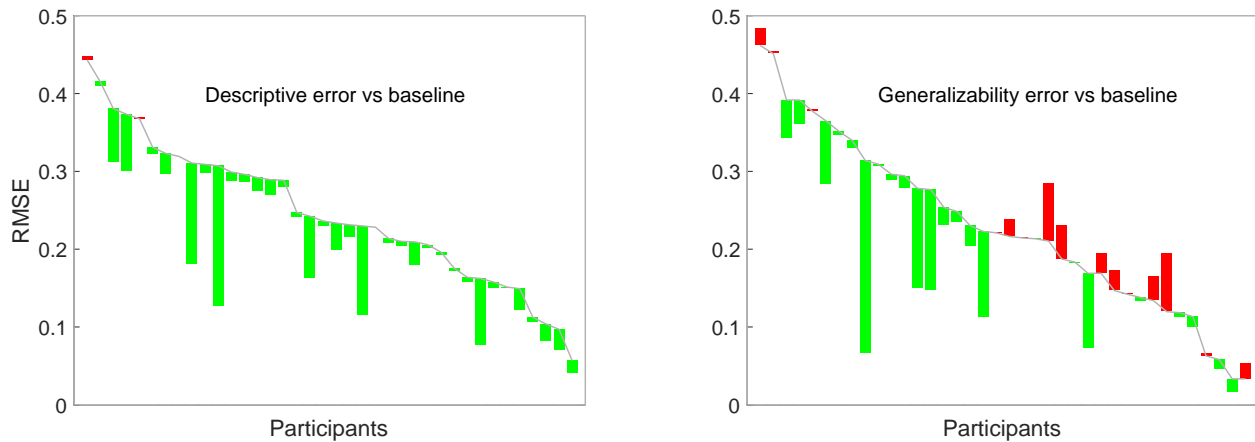 0.5
0.4
0.3
0.2
0.1
0
RMSE
Descriptive error vs baseline
Participants
0.5
0.4
0.3
0.2
0.1
0
Generalizability error vs baseline
Participants